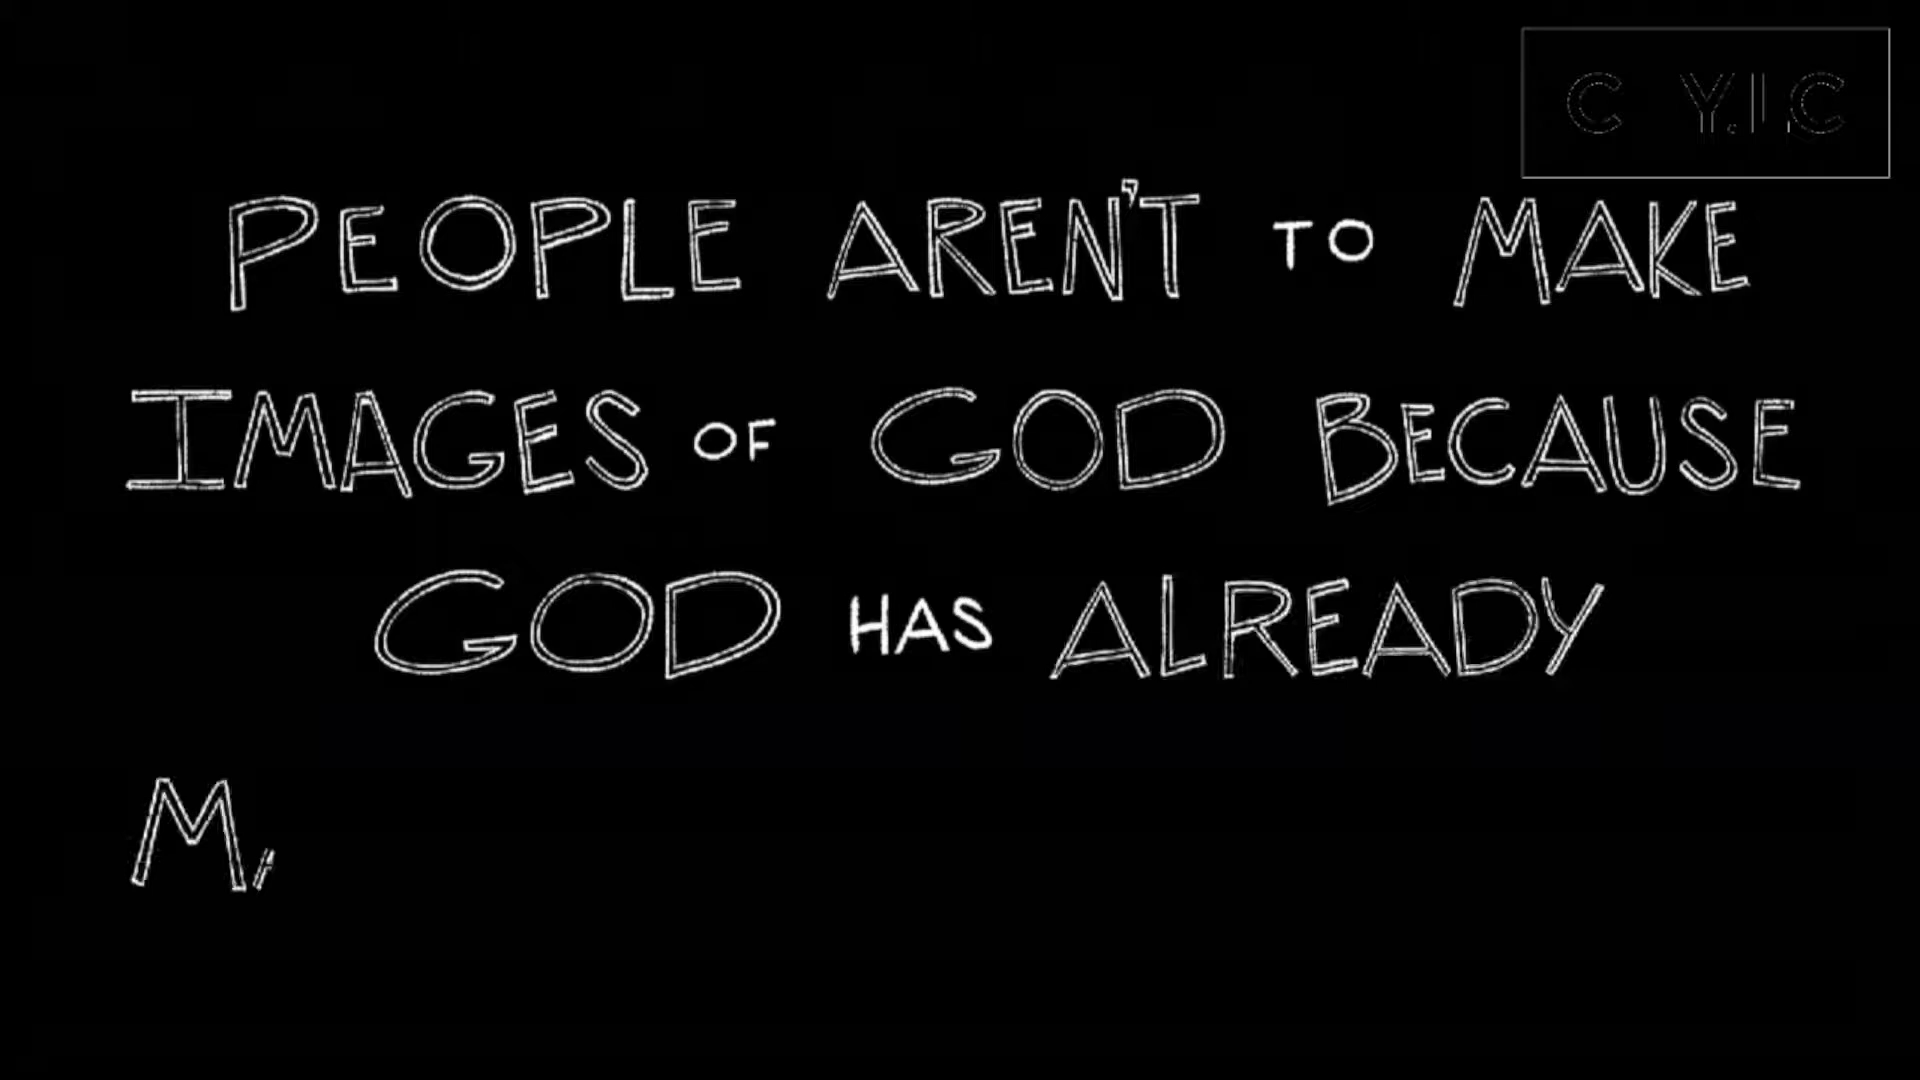 C Y.I.C
PEOPLE AREN'T TO MAKE
IMAGES OF GOD BECAUSE
GOD HAS ALREADY
M